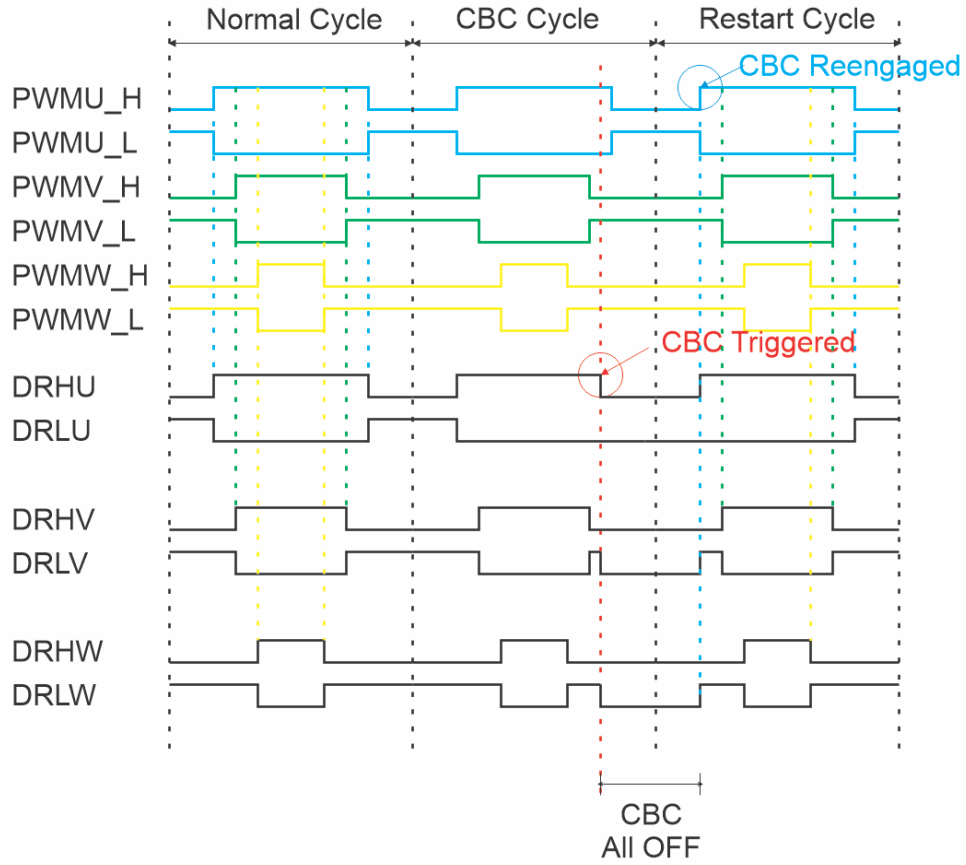 Normal Cycle
CBC Cycle
Restart Cycle
CBC Reengaged
PWMU_H
PWMU_L
PWMV_H
PWMV_L
PWMW_H
PWMW_L
CBC Triggered
DRHU
DRLU
DRHV
DRLV
DRHW
DRLW
CBC
All OFF